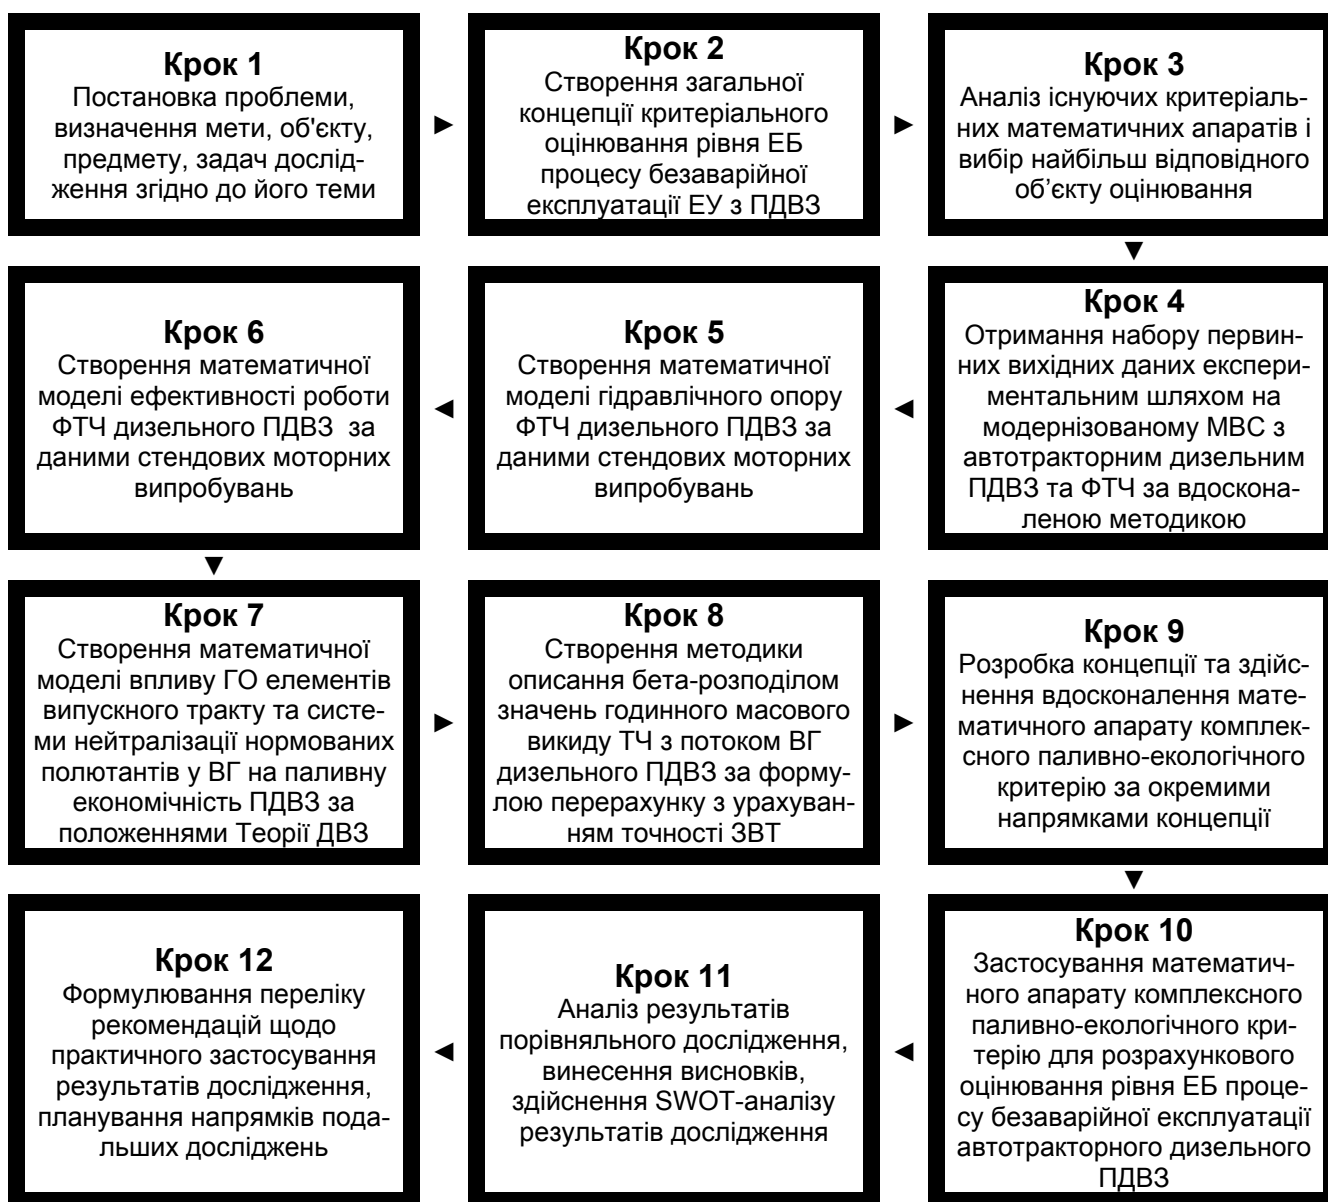 Крок 1
Постановка проблеми,
визначення мети, об'єкту,
предмету, задач дослід-
ження згідно до його теми
►
Крок 2
Створення загальної
концепції критеріального
оцінювання рівня ЕБ
процесу безаварійної
експлуатації ЕУ з ПДВЗ
►
Крок 3
Аналіз існуючих критеріаль-
них математичних апаратів і
вибір найбільш відповідного
об’єкту оцінювання
▼
Крок 4
Отримання набору первин-
них вихідних даних експери-
ментальним шляхом на
модернізованому МВС з
автотракторним дизельним
ПДВЗ та ФТЧ за вдоскона-
леною методикою
◄
Крок 5
Створення математичної
моделі гідравлічного опору
ФТЧ дизельного ПДВЗ за
даними стендових моторних
випробувань
◄
Крок 6
Створення математичної
моделі ефективності роботи
ФТЧ дизельного ПДВЗ за
даними стендових моторних
випробувань
▼
Крок 7
Створення математичної
моделі впливу ГО елементів
випускного тракту та систе-
ми нейтралізації нормованих
полютантів у ВГ на паливну
економічність ПДВЗ за
положеннями Теорії ДВЗ
►
Крок 8
Створення методики
описання бета-розподілом
значень годинного масового
викиду ТЧ з потоком ВГ
дизельного ПДВЗ за форму-
лою перерахунку з урахуван-
ням точності ЗВТ
►
Крок 9
Розробка концепції та здійс-
нення вдосконалення мате-
матичного апарату комплек-
сного паливно-екологічного
критерію за окремими
напрямками концепції
▼
Крок 10
Застосування математич-
ного апарату комплексного
паливно-екологічного кри-
терію для розрахункового
оцінювання рівня ЕБ проце-
су безаварійної експлуатації
автотракторного дизельного
ПДВЗ
◄
Крок 11
Аналіз результатів
порівняльного дослідження,
винесення висновків,
здійснення SWOT-аналізу
результатів дослідження
◄
Крок 12
Формулювання переліку
рекомендацій щодо
практичного застосування
результатів дослідження,
планування напрямків пода-
льших досліджень